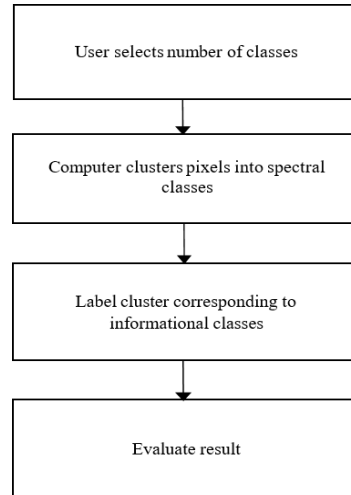 User selects number of classes
Computer clusters pixels into spectral
classes
Label cluster corresponding to
informational classes
Evaluate result